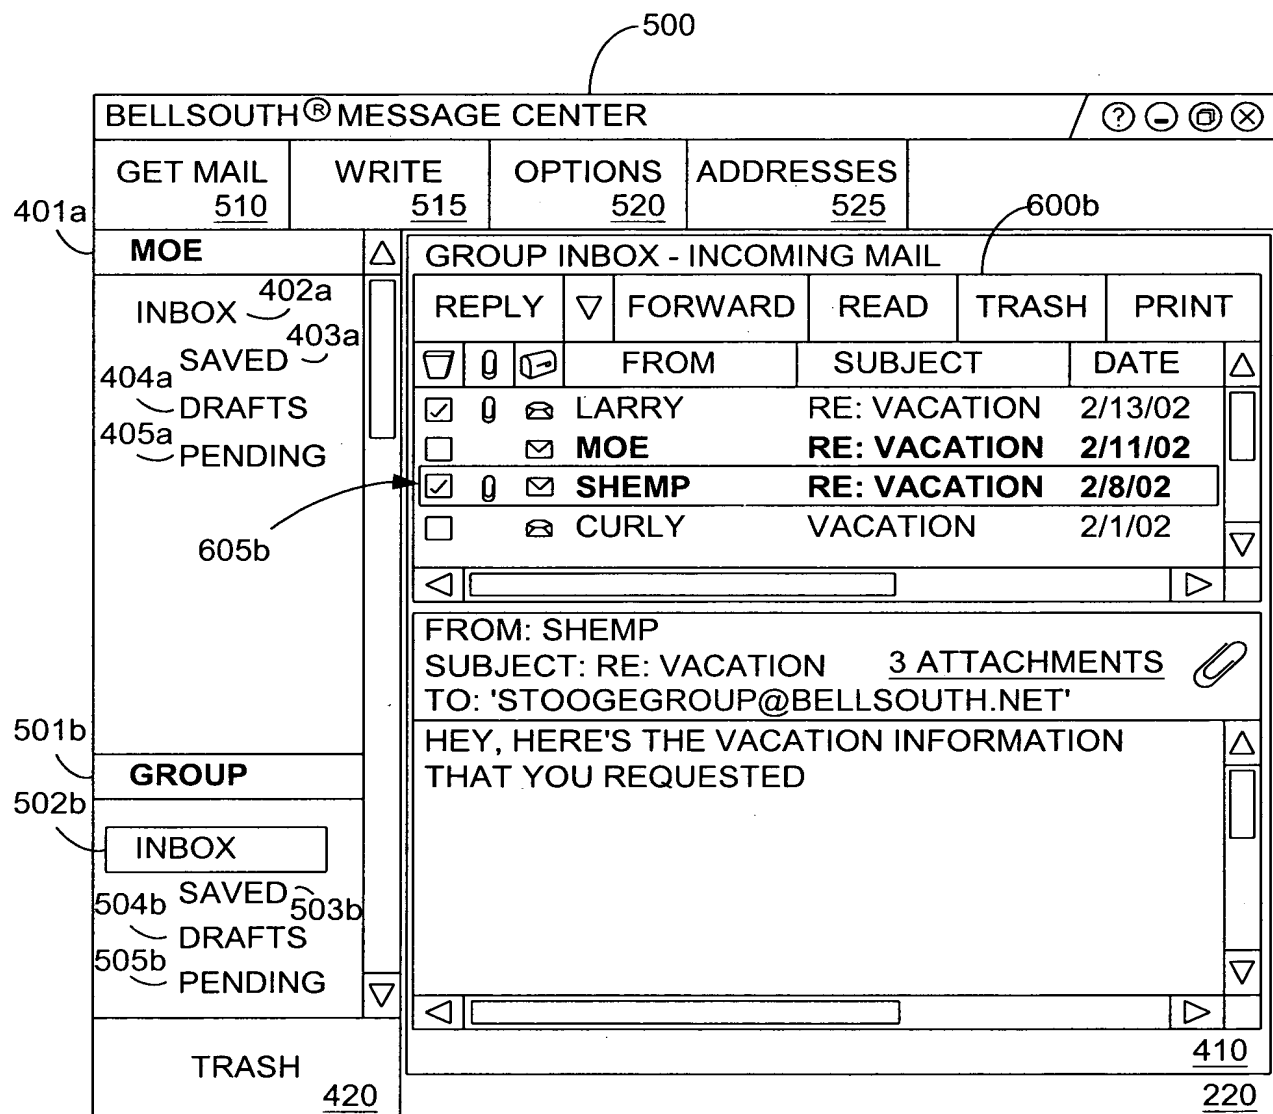 500
BELLSOUTH® MESSAGE CENTER
GET MAIL WRITE OPTIONS ADDRESSES
510 515 520 525
401a 600b
MOE
INBOX 402a
SAVED 403a
404a DRAFTS
405a PENDING
605b
GROUP INBOX - INCOMING MAIL
REPLY FORWARD READ TRASH PRINT
FROM SUBJECT DATE
LARRY RE: VACATION 2/13/02
MOE RE: VACATION 2/11/02
SHEMP RE: VACATION 2/8/02
CURLY VACATION 2/1/02
FROM: SHEMP
SUBJECT: RE: VACATION 3 ATTACHMENTS
TO: 'STOOGEGROUP@BELLSOUTH.NET'
HEY, HERE'S THE VACATION INFORMATION
THAT YOU REQUESTED
501b
GROUP
502b
INBOX
SAVED 503b
504b DRAFTS
505b PENDING
TRASH
420
410
220